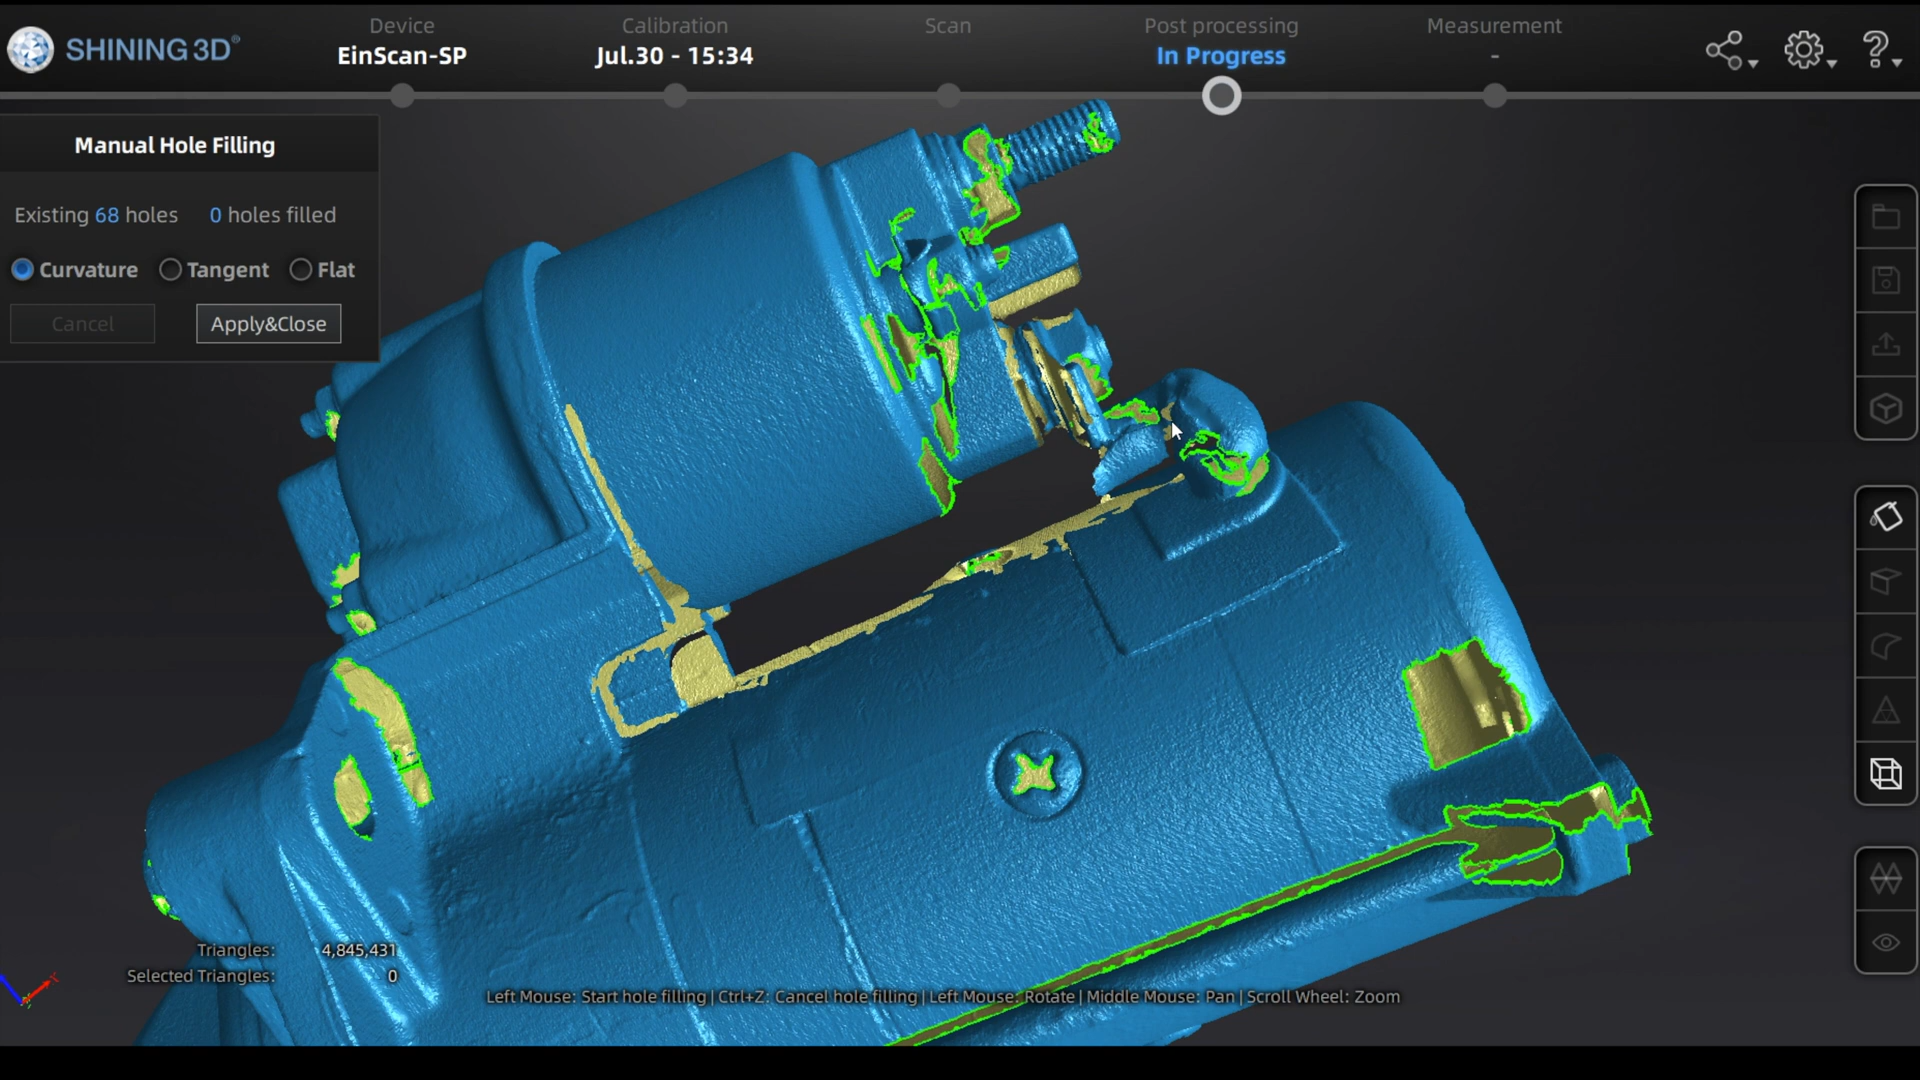 SHINING 3D®
Device
EinScan-SP
Calibration
Jul.30 - 15:34
Scan
Post processing
In Progress
Measurement
-
Manual Hole Filling
Existing 68 holes 0 holes filled
Curvature Tangent Flat
Cancel Apply&Close
Triangles: 4,845,431
Selected Triangles: 0
Left Mouse: Start hole filling | Ctrl+Z: Cancel hole filling | Left Mouse: Rotate | Middle Mouse: Pan | Scroll Wheel: Zoom